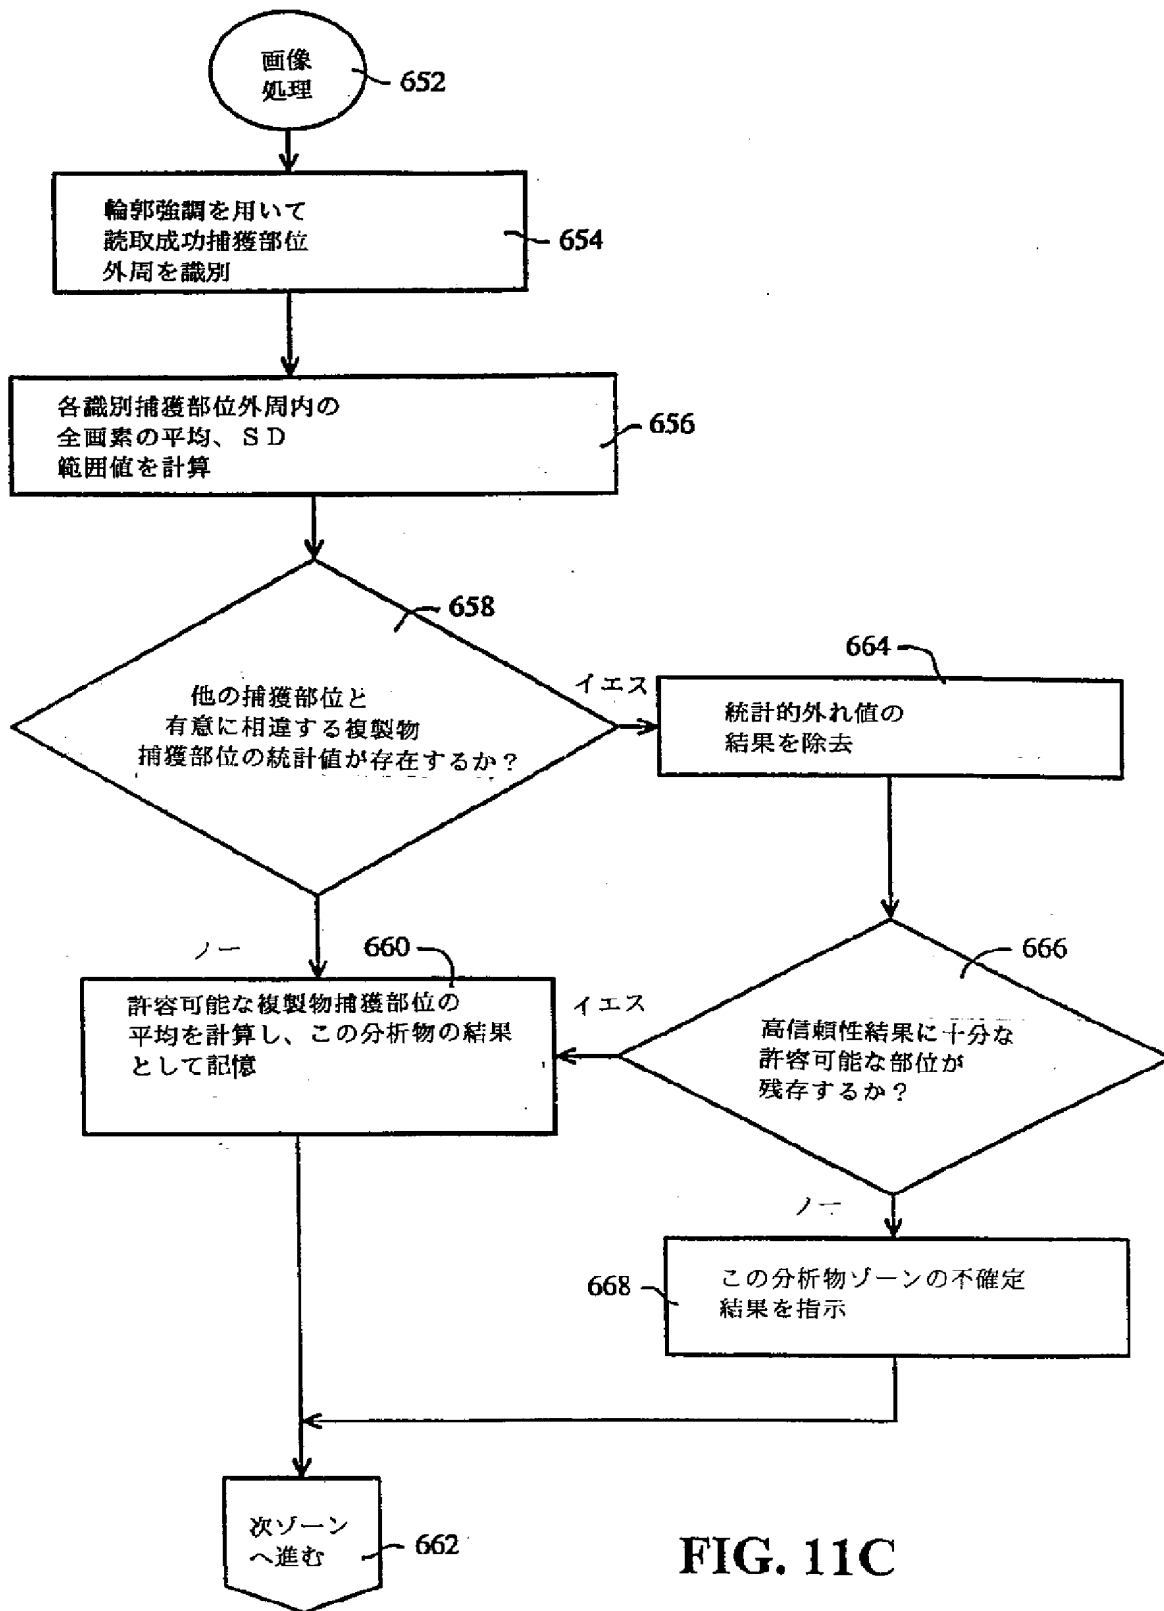 画像
処理
652
輪郭強調を用いて
読取成功捕獲部位
外周を識別
654
各識別捕獲部位外周内の
全画素の平均、SD
範囲値を計算
656
658
他の捕獲部位と
有意に相違する複製物
捕獲部位の統計値が存在するか?
イエス
664
統計的外れ値の
結果を除去
ノー
660
許容可能な複製物捕獲部位の
平均を計算し、この分析物の結果
として記憶
イエス
666
高信頼性結果に十分な
許容可能な部位が
残存するか?
ノー
668
この分析物ゾーンの不確定
結果を指示
次ゾーン
へ進む
662
FIG. 11C